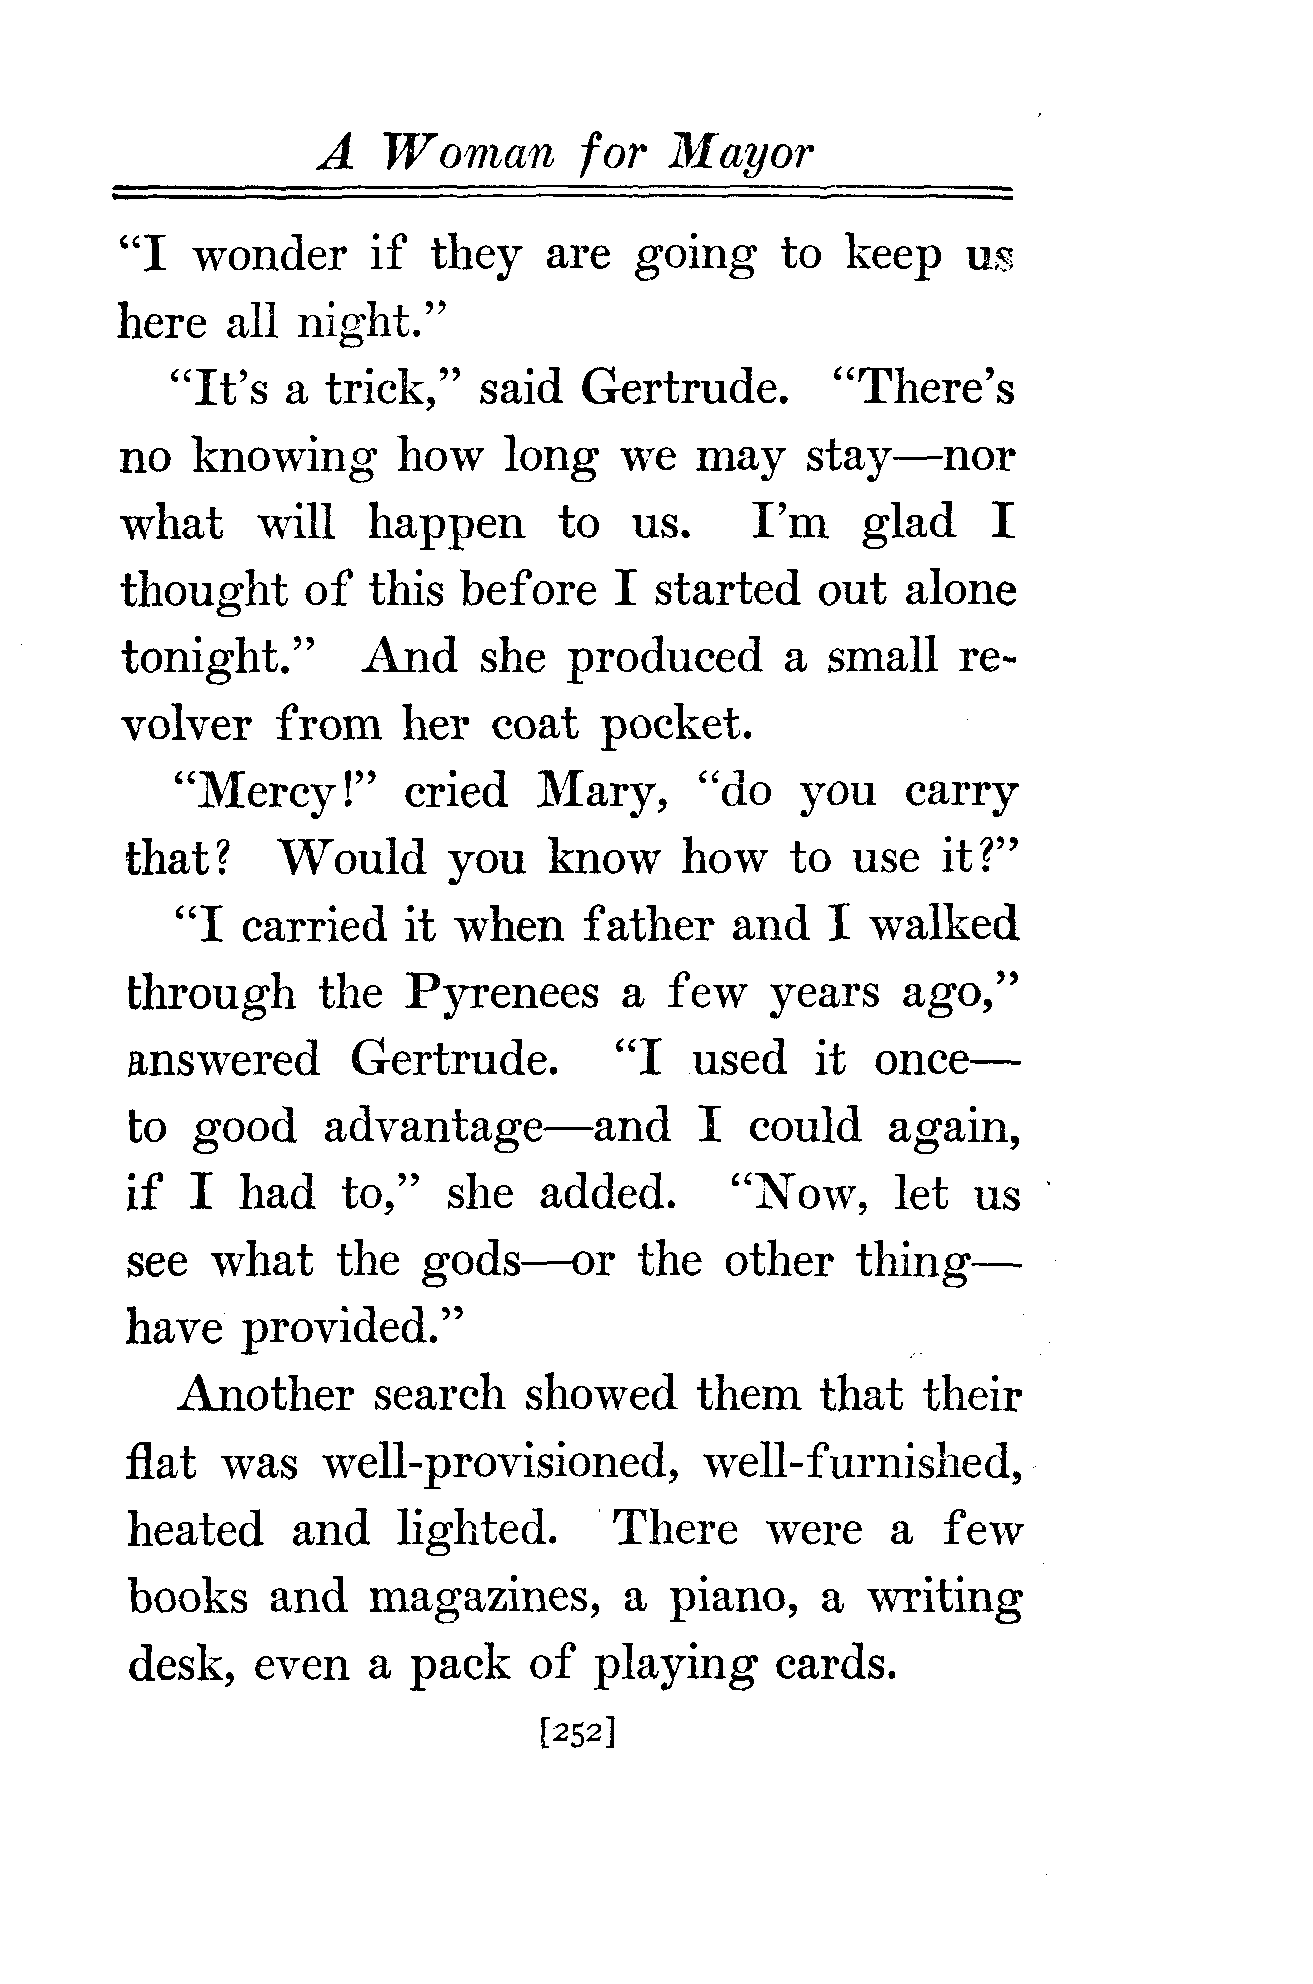 A Woman for Mayor
“I wonder if they are going to keep us
here all night.”
“It’s a trick,” said Gertrude. “There’s
no knowing how long we may stay—nor
what will happen to us. I’m glad I
thought of this before I started out alone
tonight.” And she produced a small re-
volver from her coat pocket.
“Mercy!” cried Mary, “do you carry
that? Would you know how to use it?”
“I carried it when father and I walked
through the Pyrenees a few years ago,”
answered Gertrude. “I used it once—
to good advantage—and I could again,
if I had to,” she added. “Now, let us
see what the gods—or the other thing—
have provided.”
Another search showed them that their
flat was well-provisioned, well-furnished,
heated and lighted. There were a few
books and magazines, a piano, a writing
desk, even a pack of playing cards.
[252]